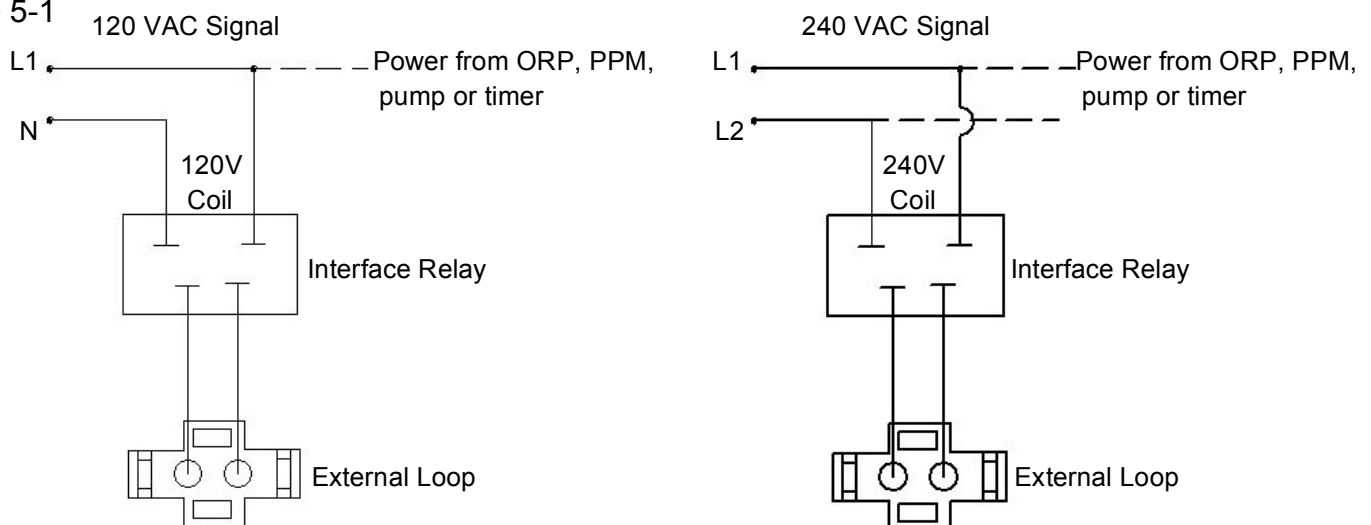 5-1
120 VAC Signal
L1
Power from ORP, PPM,
pump or timer
N
120V
Coil
Interface Relay
External Loop
240 VAC Signal
L1
Power from ORP, PPM,
pump or timer
L2
240V
Coil
Interface Relay
External Loop